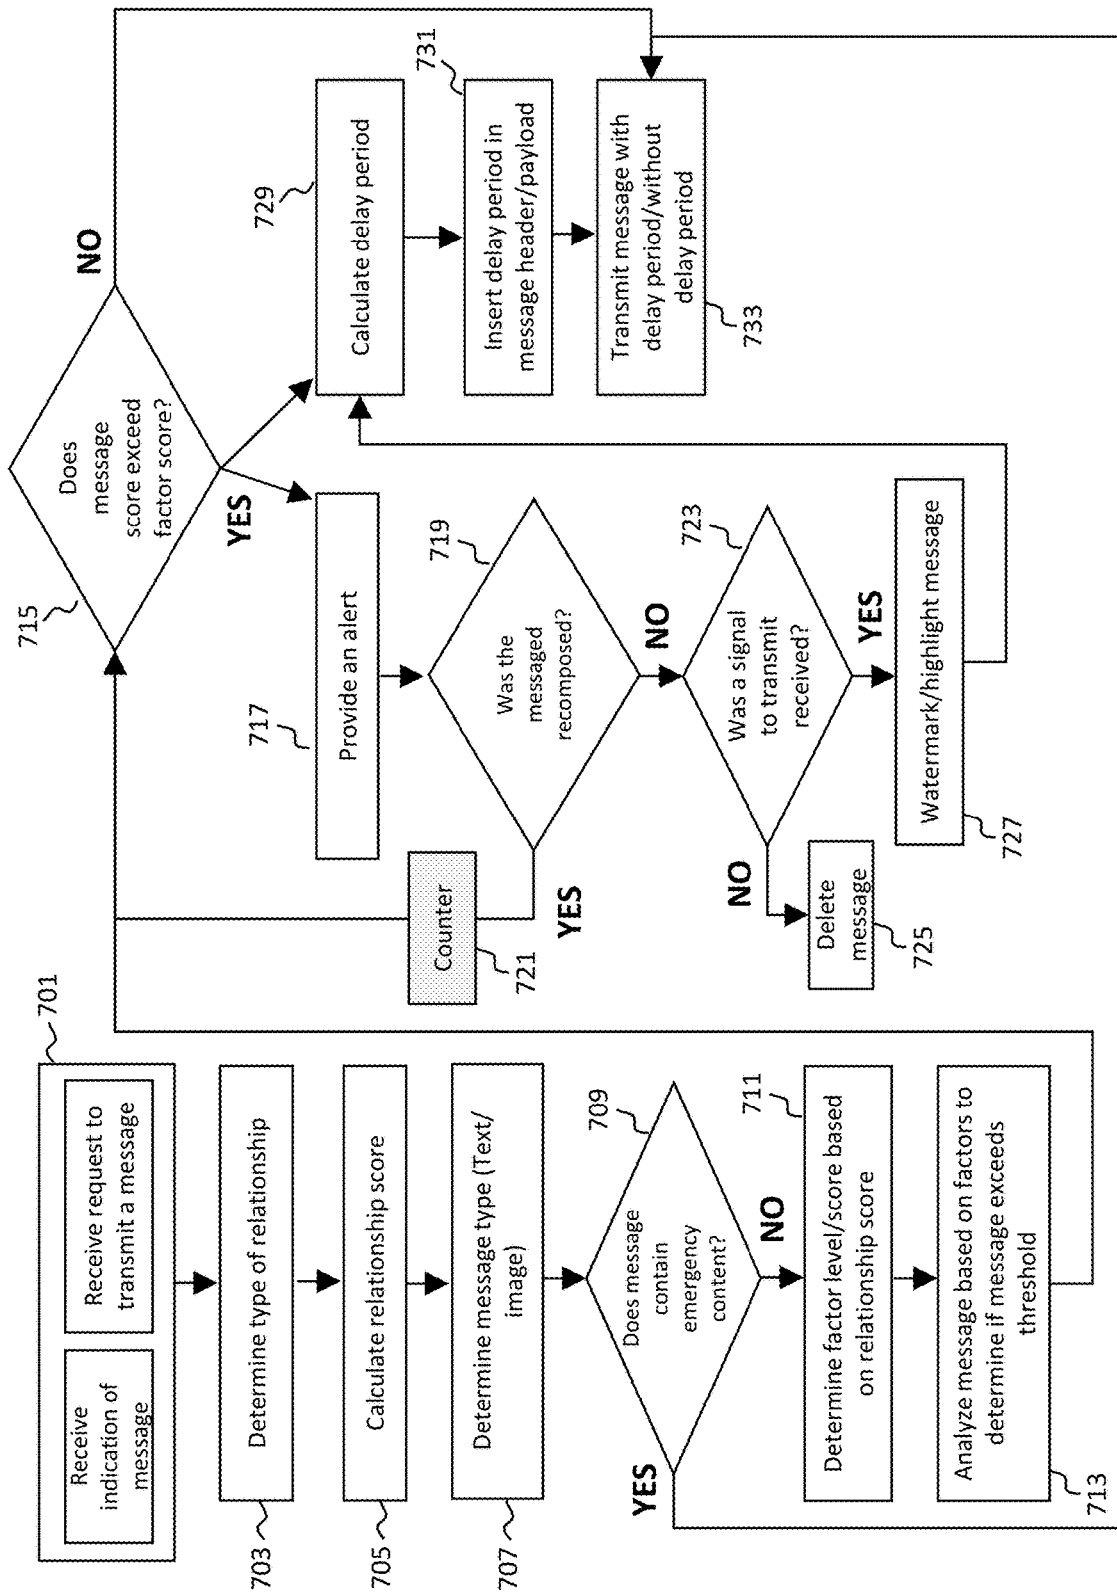 701
Receive
indication of
message
Receive request to
transmit a message
703
Determine type of relationship
705
Calculate relationship score
707
Determine message type (Text/
image)
709
Does message
contain
emergency
content?
YES
NO
711
Determine factor level/score based
on relationship score
Analyze message based on factors to
determine if message exceeds
threshold
713
715
Does
message
score exceed
factor score?
NO
YES
717
Provide an alert
719
Was the
messaged
recomposed?
YES
Counter
721
NO
723
Was a signal
to transmit
received?
NO
Delete
message
725
YES
Watermark/highlight message
727
729
Calculate delay period
731
Insert delay period in
message header/payload
Transmit message with
delay period/without
delay period
733